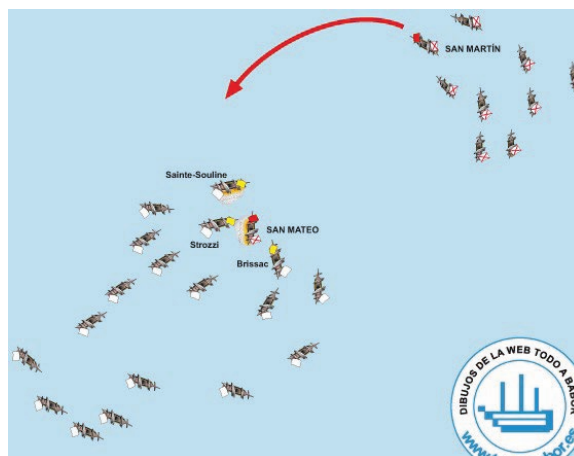 SAN MARTÍN
Sainte-Souline
SAN MATEO
Strozzi
Brissac
DIBUJOS DE LA WEB TODO A BABOR